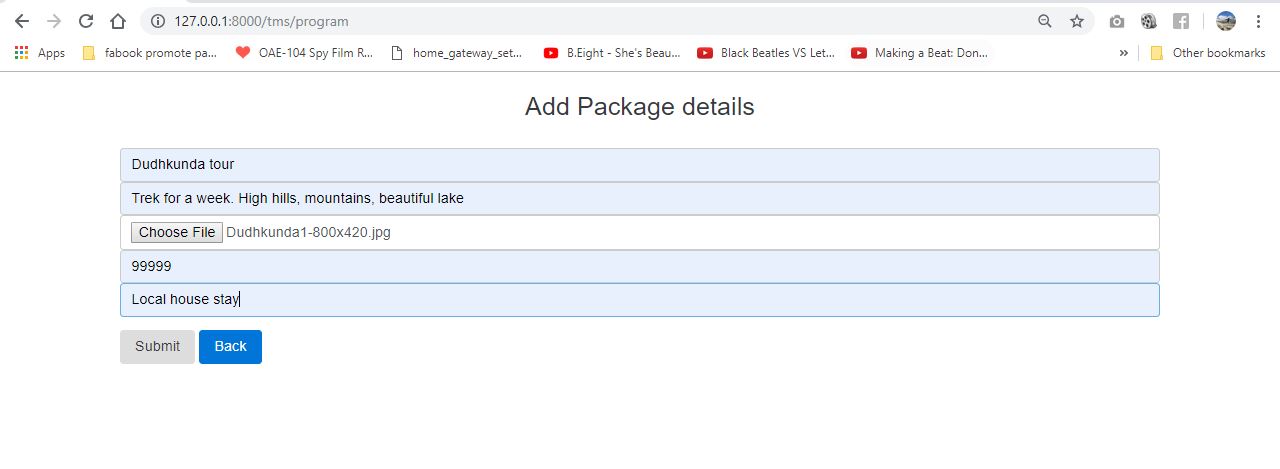 127.0.0.1:8000/tms/program
Apps fabook promote pa... OAE-104 Spy Film R... home_gateway_set... B.Eight - She's Beau... Black Beatles VS Let... Making a Beat: Don... » Other bookmarks
Add Package details
Dudhkunda tour
Trek for a week. High hills, mountains, beautiful lake
Choose File Dudhkunda1-800x420.jpg
99999
Local house stay
Submit Back